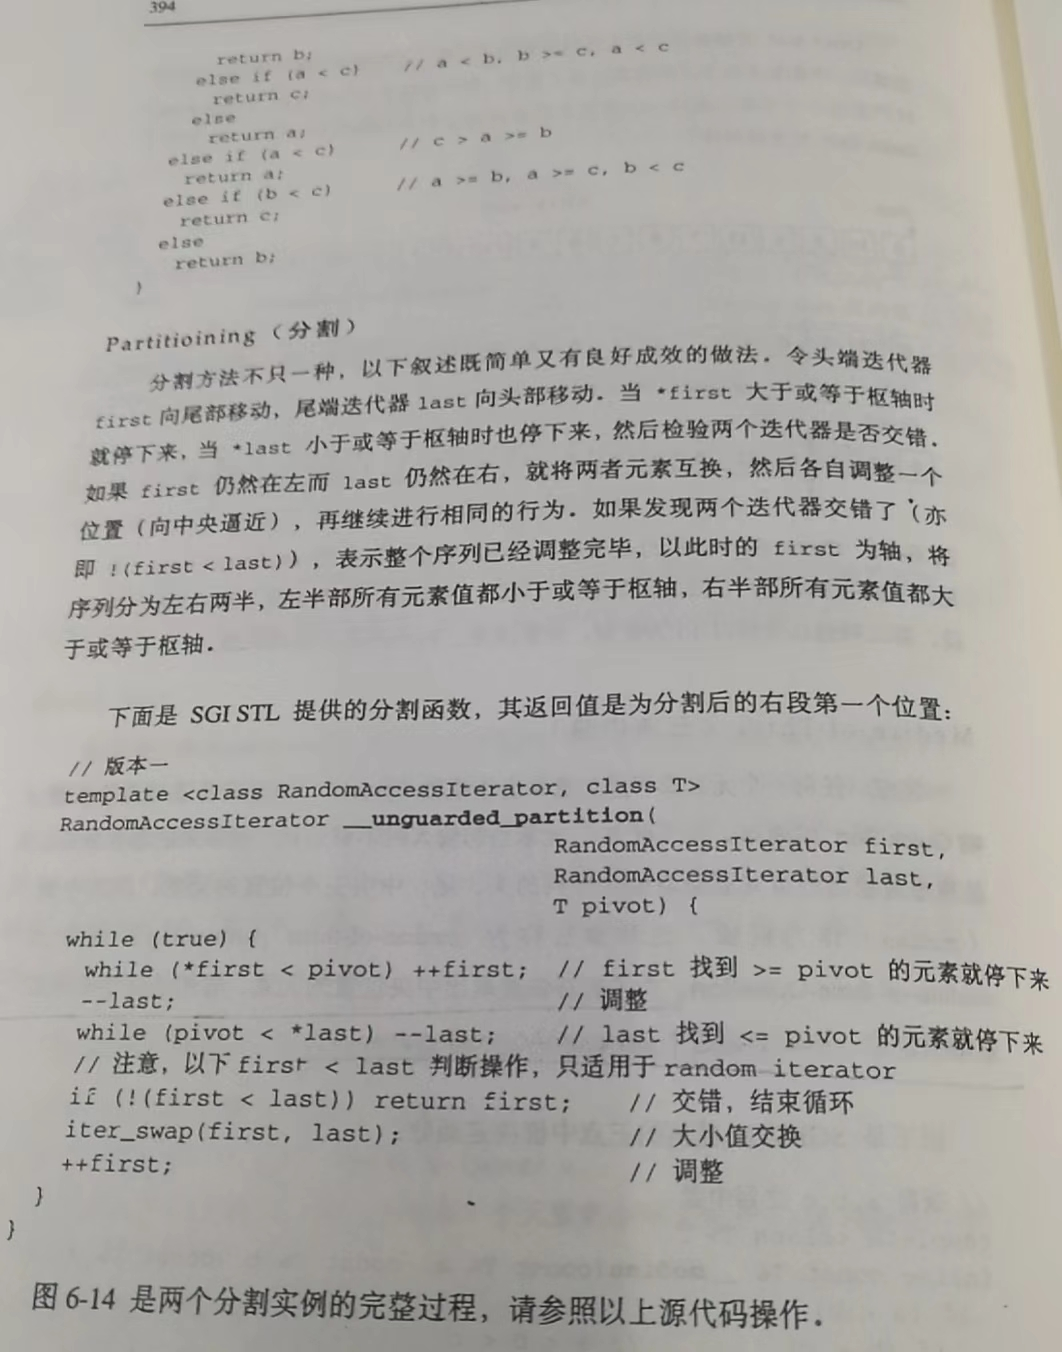 394
return b;
else if (a < c) // a < b, b >= c, a < c
return c;
else
return a;
else if (a < c) // c > a >= b
return a;
else if (b < c) // a >= b, a >= c, b < c
return c;
else
return b;
}
Partitioining（分割）
分割方法不只一种，以下叙述既简单又有良好成效的做法．令头端迭代器
first 向尾部移动，尾端迭代器 last 向头部移动．当 *first 大于或等于枢轴时
就停下来，当 *last 小于或等于枢轴时也停下来，然后检验两个迭代器是否交错．
如果 first 仍然在左而 last 仍然在右，就将两者元素互换，然后各自调整一个
位置（向中央逼近），再继续进行相同的行为．如果发现两个迭代器交错了（亦
即 !(first < last)），表示整个序列已经调整完毕，以此时的 first 为轴，将
序列分为左右两半，左半部所有元素值都小于或等于枢轴，右半部所有元素值都大
于或等于枢轴．
下面是 SGI STL 提供的分割函数，其返回值是为分割后的右段第一个位置：
// 版本一
template <class RandomAccessIterator, class T>
RandomAccessIterator __unguarded_partition(
RandomAccessIterator first,
RandomAccessIterator last,
T pivot) {
while (true) {
while (*first < pivot) ++first; // first 找到 >= pivot 的元素就停下来
--last; // 调整
while (pivot < *last) --last; // last 找到 <= pivot 的元素就停下来
// 注意，以下 first < last 判断操作，只适用于 random iterator
if (!(first < last)) return first; // 交错，结束循环
iter_swap(first, last); // 大小值交换
++first; // 调整
}
}
图 6-14 是两个分割实例的完整过程，请参照以上源代码操作．